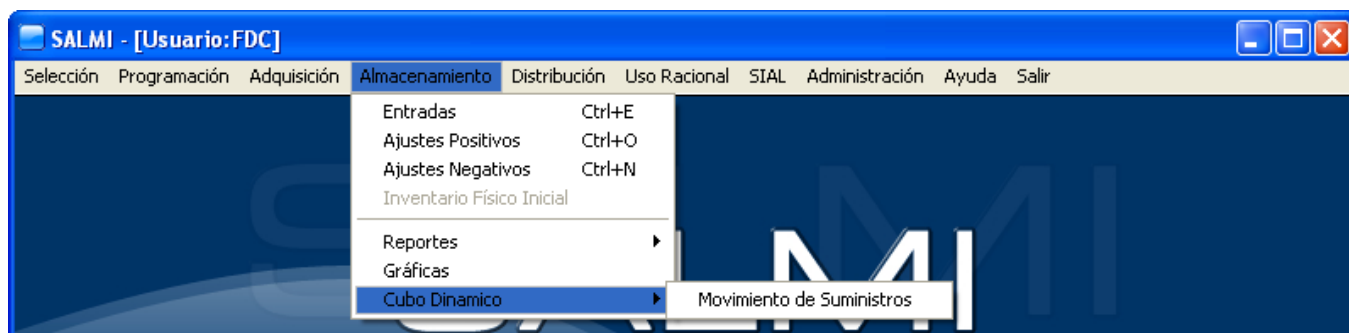 SALMI - [Usuario:FDC]
Selección Programación Adquisición Almacenamiento Distribución Uso Racional SIAL Administración Ayuda Salir
Entradas Ctrl+E
Ajustes Positivos Ctrl+O
Ajustes Negativos Ctrl+N
Inventario Físico Inicial
Reportes
Gráficas
Cubo Dinamico Movimiento de Suministros
SALMI